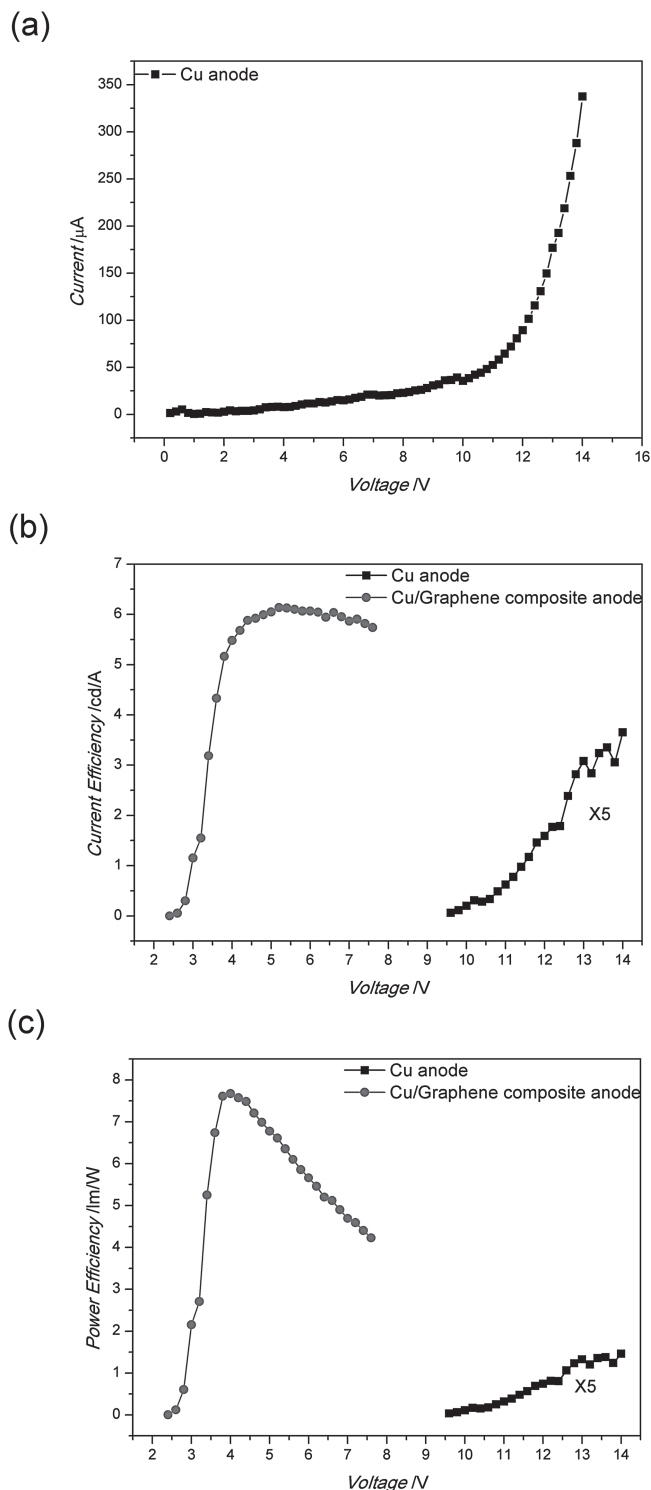 (a)
Cu anode
350
300
250
200
150
100
50
0
Current /μA
0 2 4 6 8 10 12 14 16
Voltage /V
(b)
7
6
5
4
3
2
1
0
Current Efficiency /cd/A
Cu anode
Cu/Graphene composite anode
X5
2 3 4 5 6 7 8 9 10 11 12 13 14
Voltage /V
(c)
8
7
6
5
4
3
2
1
0
Power Efficiency /lm/W
Cu anode
Cu/Graphene composite anode
X5
2 3 4 5 6 7 8 9 10 11 12 13 14
Voltage /V